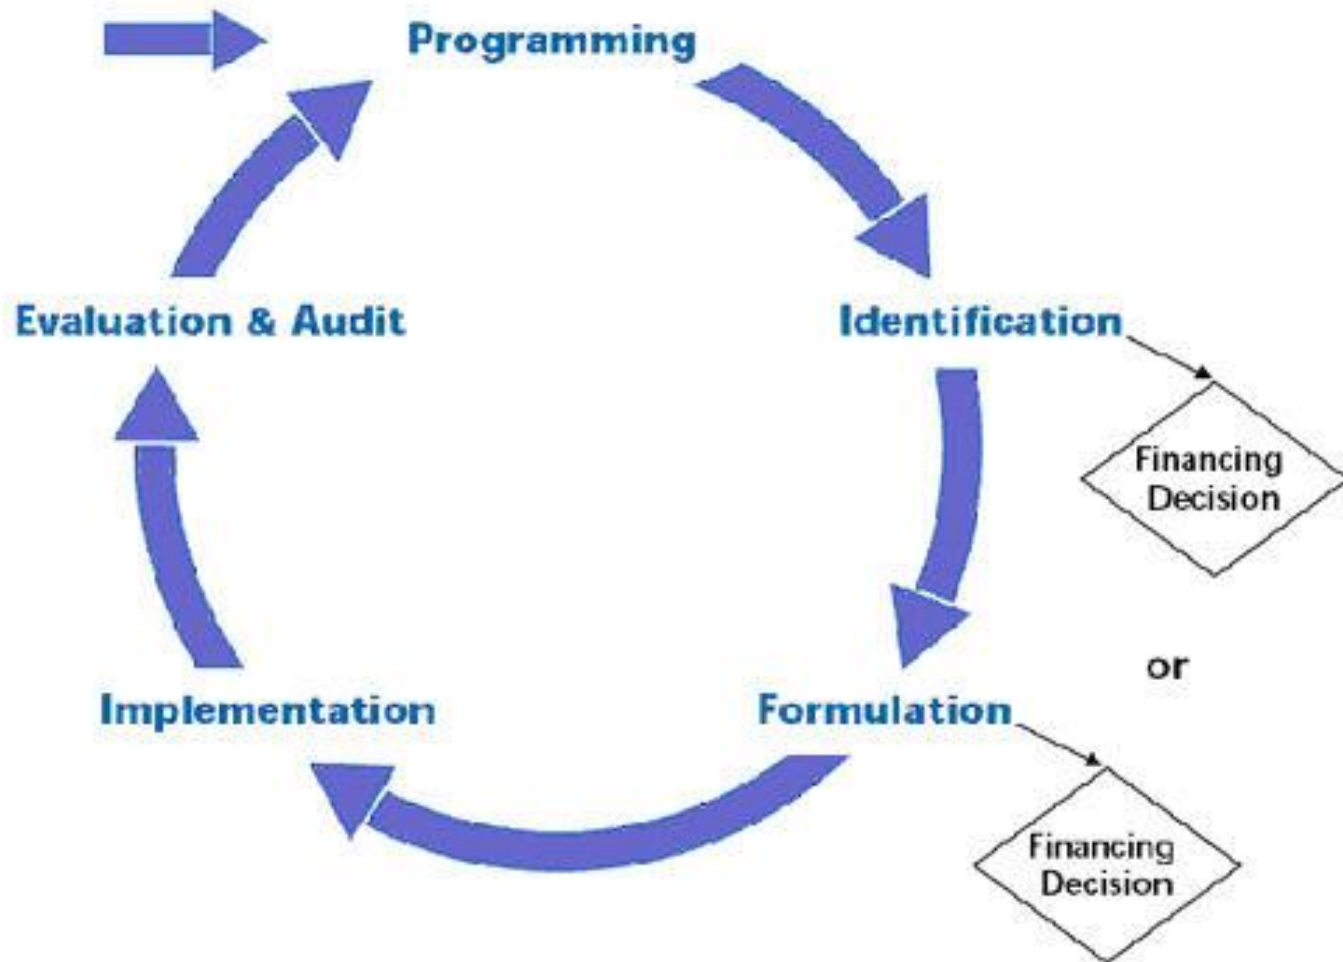 Programming
Evaluation & Audit
Identification
Financing
Decision
or
Implementation
Formulation
Financing
Decision